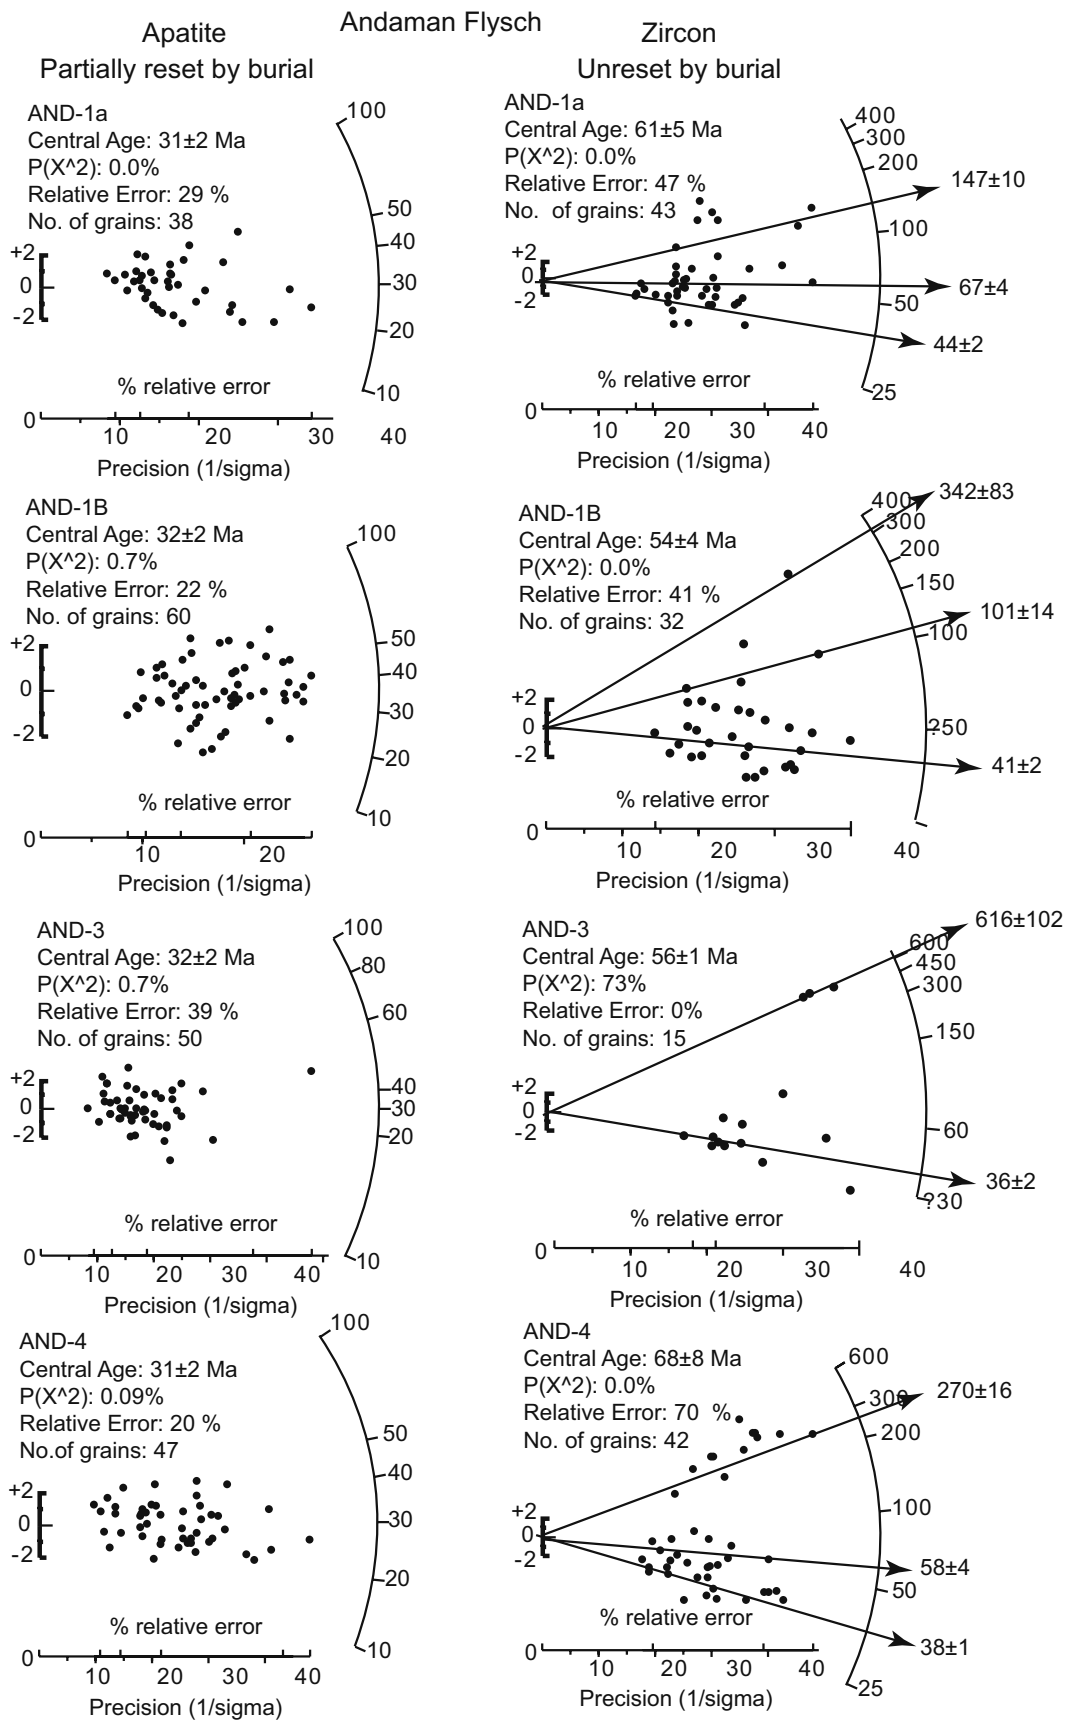 Andaman Flysch
Apatite
Partially reset by burial
Zircon
Unreset by burial
AND-1a
Central Age: 31±2 Ma
P(X^2): 0.0%
Relative Error: 29 %
No. of grains: 38
+2
0
-2
100
50
40
30
20
10
% relative error
0
10
20
30
40
Precision (1/sigma)
AND-1a
Central Age: 61±5 Ma
P(X^2): 0.0%
Relative Error: 47 %
No. of grains: 43
+2
0
-2
400
300
200
147±10
100
67±4
50
44±2
25
% relative error
0
10
20
30
40
Precision (1/sigma)
AND-1B
Central Age: 32±2 Ma
P(X^2): 0.7%
Relative Error: 22 %
No. of grains: 60
+2
0
-2
100
50
40
30
20
10
% relative error
0
10
20
Precision (1/sigma)
AND-1B
Central Age: 54±4 Ma
P(X^2): 0.0%
Relative Error: 41 %
No. of grains: 32
+2
0
-2
400
342±83
300
200
150
101±14
100
?50
41±2
% relative error
0
10
20
30
40
Precision (1/sigma)
AND-3
Central Age: 32±2 Ma
P(X^2): 0.7%
Relative Error: 39 %
No. of grains: 50
+2
0
-2
100
80
60
40
30
20
10
% relative error
0
10
20
30
40
Precision (1/sigma)
AND-3
Central Age: 56±1 Ma
P(X^2): 73%
Relative Error: 0%
No. of grains: 15
+2
0
-2
616±102
600
450
300
150
60
36±2
?30
% relative error
0
10
20
30
40
Precision (1/sigma)
AND-4
Central Age: 31±2 Ma
P(X^2): 0.09%
Relative Error: 20 %
No.of grains: 47
+2
0
-2
100
50
40
30
20
10
% relative error
0
10
20
30
40
Precision (1/sigma)
AND-4
Central Age: 68±8 Ma
P(X^2): 0.0%
Relative Error: 70 %
No. of grains: 42
+2
0
-2
600
300
270±16
200
100
58±4
50
38±1
25
% relative error
0
10
20
30
40
Precision (1/sigma)